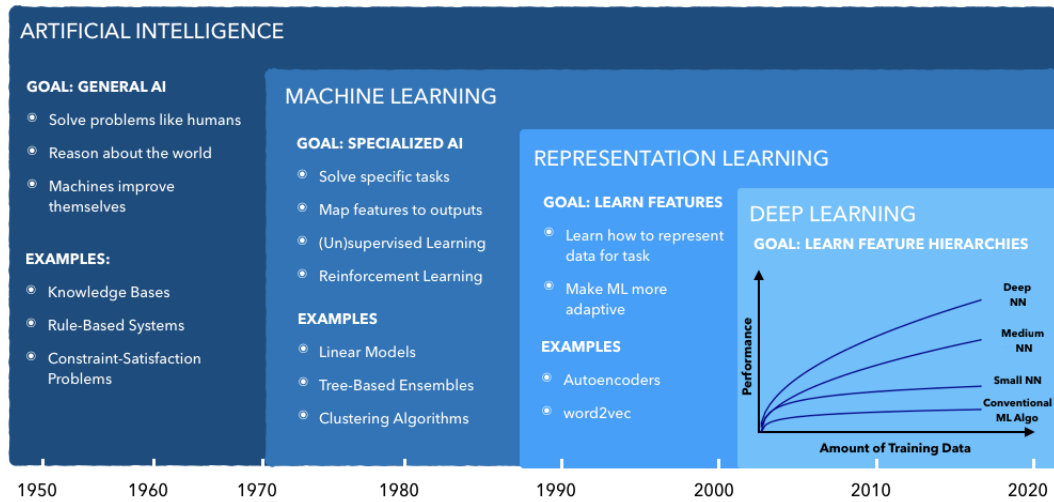 ARTIFICIAL INTELLIGENCE
GOAL: GENERAL AI
Solve problems like humans
Reason about the world
Machines improve
themselves
EXAMPLES:
Knowledge Bases
Rule-Based Systems
Constraint-Satisfaction
Problems
MACHINE LEARNING
GOAL: SPECIALIZED AI
Solve specific tasks
Map features to outputs
(Un)supervised Learning
Reinforcement Learning
EXAMPLES
Linear Models
Tree-Based Ensembles
Clustering Algorithms
REPRESENTATION LEARNING
GOAL: LEARN FEATURES
Learn how to represent
data for task
Make ML more
adaptive
EXAMPLES
Autoencoders
word2vec
DEEP LEARNING
GOAL: LEARN FEATURE HIERARCHIES
Performance
Deep
NN
Medium
NN
Small NN
Conventional
ML Algo
Amount of Training Data
1950 1960 1970 1980 1990 2000 2010 2020